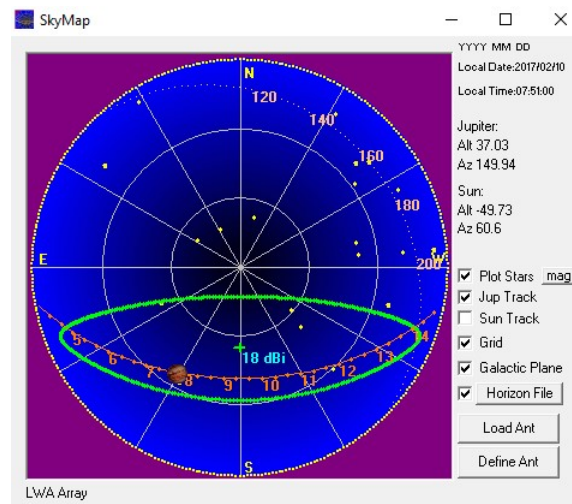 SkyMap
YYYY MM DD
Local Date:2017/02/10
Local Time:07:51:00
Jupiter:
Alt 37.03
Az 149.94
Sun:
Alt -49.73
Az 60.6
Plot Stars mag
Jup Track
Sun Track
Grid
Galactic Plane
Horizon File
Load Ant
Define Ant
N
120
140
160
180
200
E
W
5
6
7
8
9
10
11
12
13
14
18 dBi
S
LWA Array